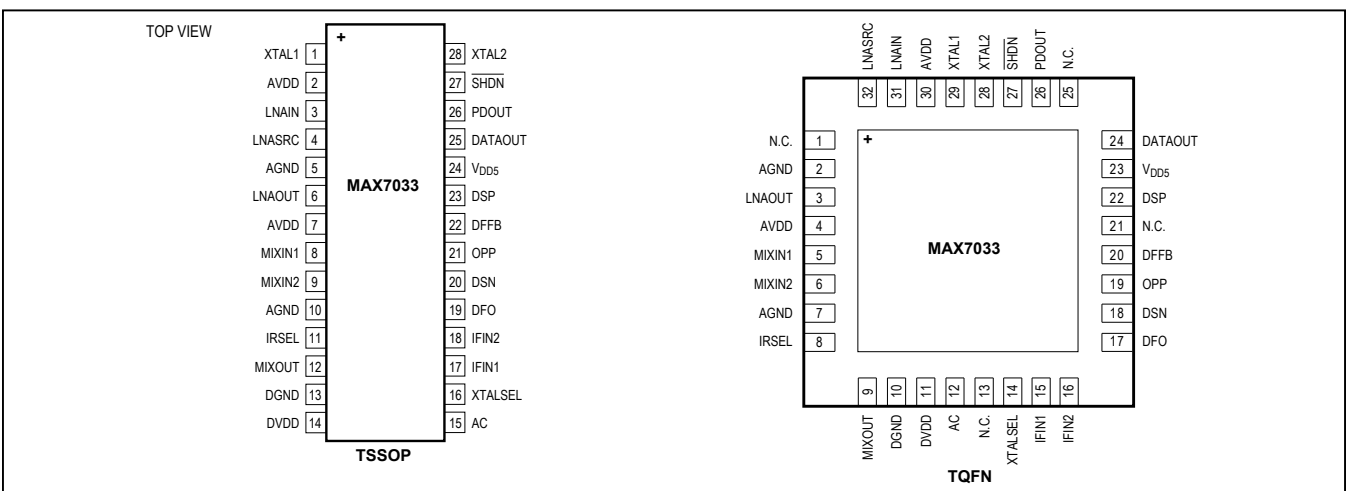 TOP VIEW
+
XTAL1 1
AVDD 2
LNAIN 3
LNASRC 4
AGND 5
LNAOUT 6
AVDD 7
MIXIN1 8
MIXIN2 9
AGND 10
IRSEL 11
MIXOUT 12
DGND 13
DVDD 14
MAX7033
28 XTAL2
27 SHDN
26 PDOUT
25 DATAOUT
24 VDD5
23 DSP
22 DFFB
21 OPP
20 DSN
19 DFO
18 IFIN2
17 IFIN1
16 XTALSEL
15 AC
TSSOP
LNASRC 32
LNAIN 31
AVDD 30
XTAL1 29
XTAL2 28
SHDN 27
PDOUT 26
N.C. 25
+
N.C. 1
AGND 2
LNAOUT 3
AVDD 4
MIXIN1 5
MIXIN2 6
AGND 7
IRSEL 8
MAX7033
24 DATAOUT
23 VDD5
22 DSP
21 N.C.
20 DFFB
19 OPP
18 DSN
17 DFO
9 MIXOUT
10 DGND
11 DVDD
12 AC
13 N.C.
14 XTALSEL
15 IFIN1
16 IFIN2
TQFN